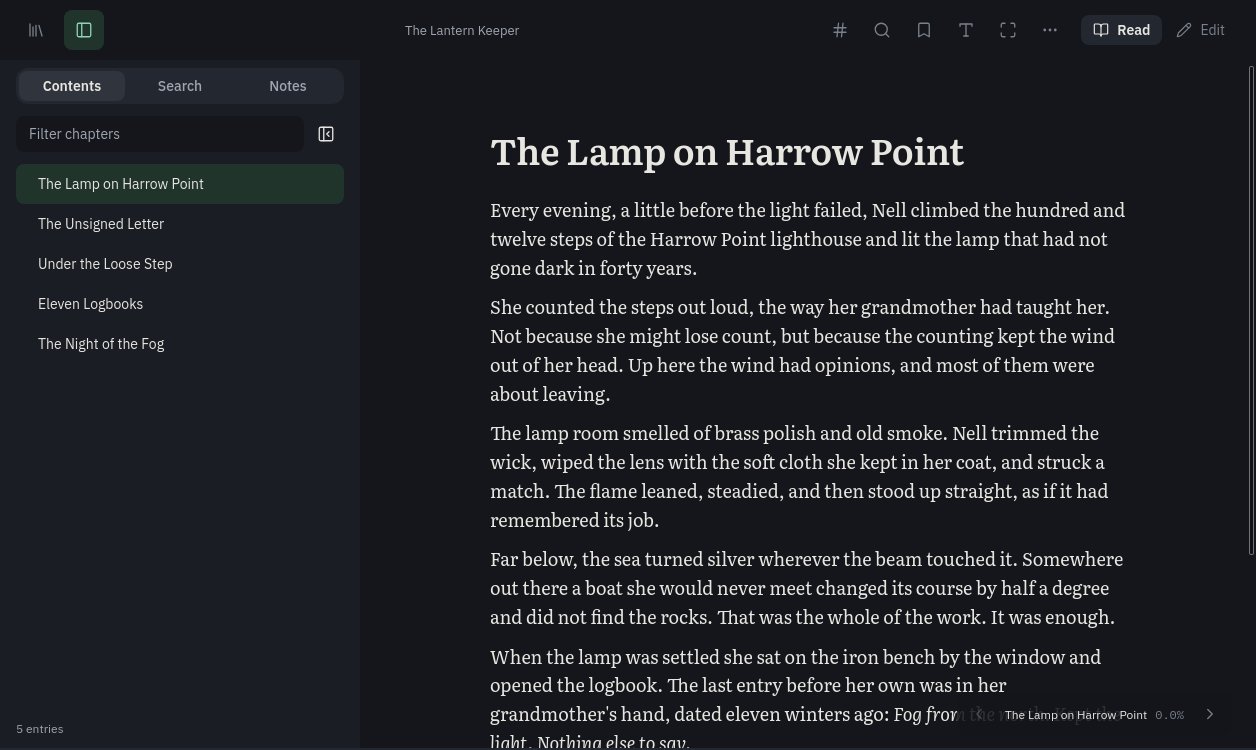 The Lantern Keeper
Read
Edit
Contents
Search
Notes
Filter chapters
The Lamp on Harrow Point
The Unsigned Letter
Under the Loose Step
Eleven Logbooks
The Night of the Fog
5 entries
The Lamp on Harrow Point
Every evening, a little before the light failed, Nell climbed the hundred and
twelve steps of the Harrow Point lighthouse and lit the lamp that had not
gone dark in forty years.
She counted the steps out loud, the way her grandmother had taught her.
Not because she might lose count, but because the counting kept the wind
out of her head. Up here the wind had opinions, and most of them were
about leaving.
The lamp room smelled of brass polish and old smoke. Nell trimmed the
wick, wiped the lens with the soft cloth she kept in her coat, and struck a
match. The flame leaned, steadied, and then stood up straight, as if it had
remembered its job.
Far below, the sea turned silver wherever the beam touched it. Somewhere
out there a boat she would never meet changed its course by half a degree
and did not find the rocks. That was the whole of the work. It was enough.
When the lamp was settled she sat on the iron bench by the window and
opened the logbook. The last entry before her own was in her
grandmother's hand, dated eleven winters ago: Fog from the
light. Nothing else to say.
The Lamp on Harrow Point 0.0%